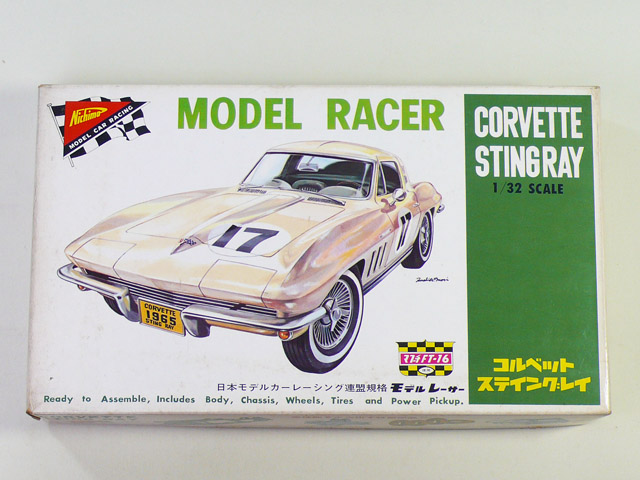 Nichimo
MODEL CAR RACING
MODEL RACER
CORVETTE
STINGRAY
1/32 SCALE
17
17
CORVETTE
1965
STING RAY
マブチFT-16
日本モデルカーレーシング連盟規格 モデルレーサー
コルベット
スティングレイ
Ready to Assemble, Includes Body, Chassis, Wheels, Tires and Power Pickup.